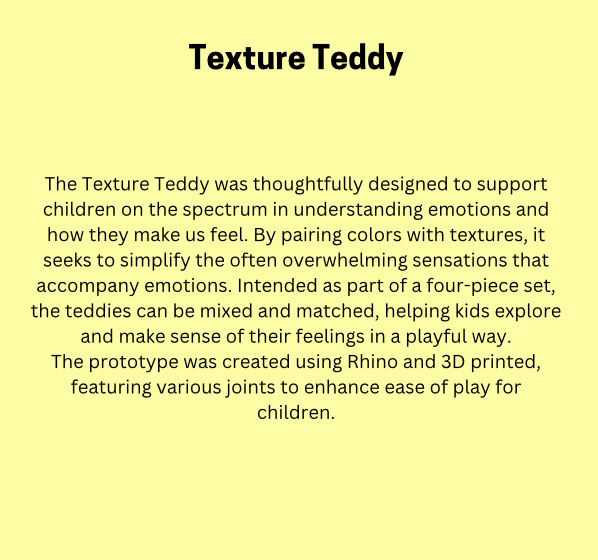 Texture Teddy
The Texture Teddy was thoughtfully designed to support
children on the spectrum in understanding emotions and
how they make us feel. By pairing colors with textures, it
seeks to simplify the often overwhelming sensations that
accompany emotions. Intended as part of a four-piece set,
the teddies can be mixed and matched, helping kids explore
and make sense of their feelings in a playful way.
The prototype was created using Rhino and 3D printed,
featuring various joints to enhance ease of play for
children.